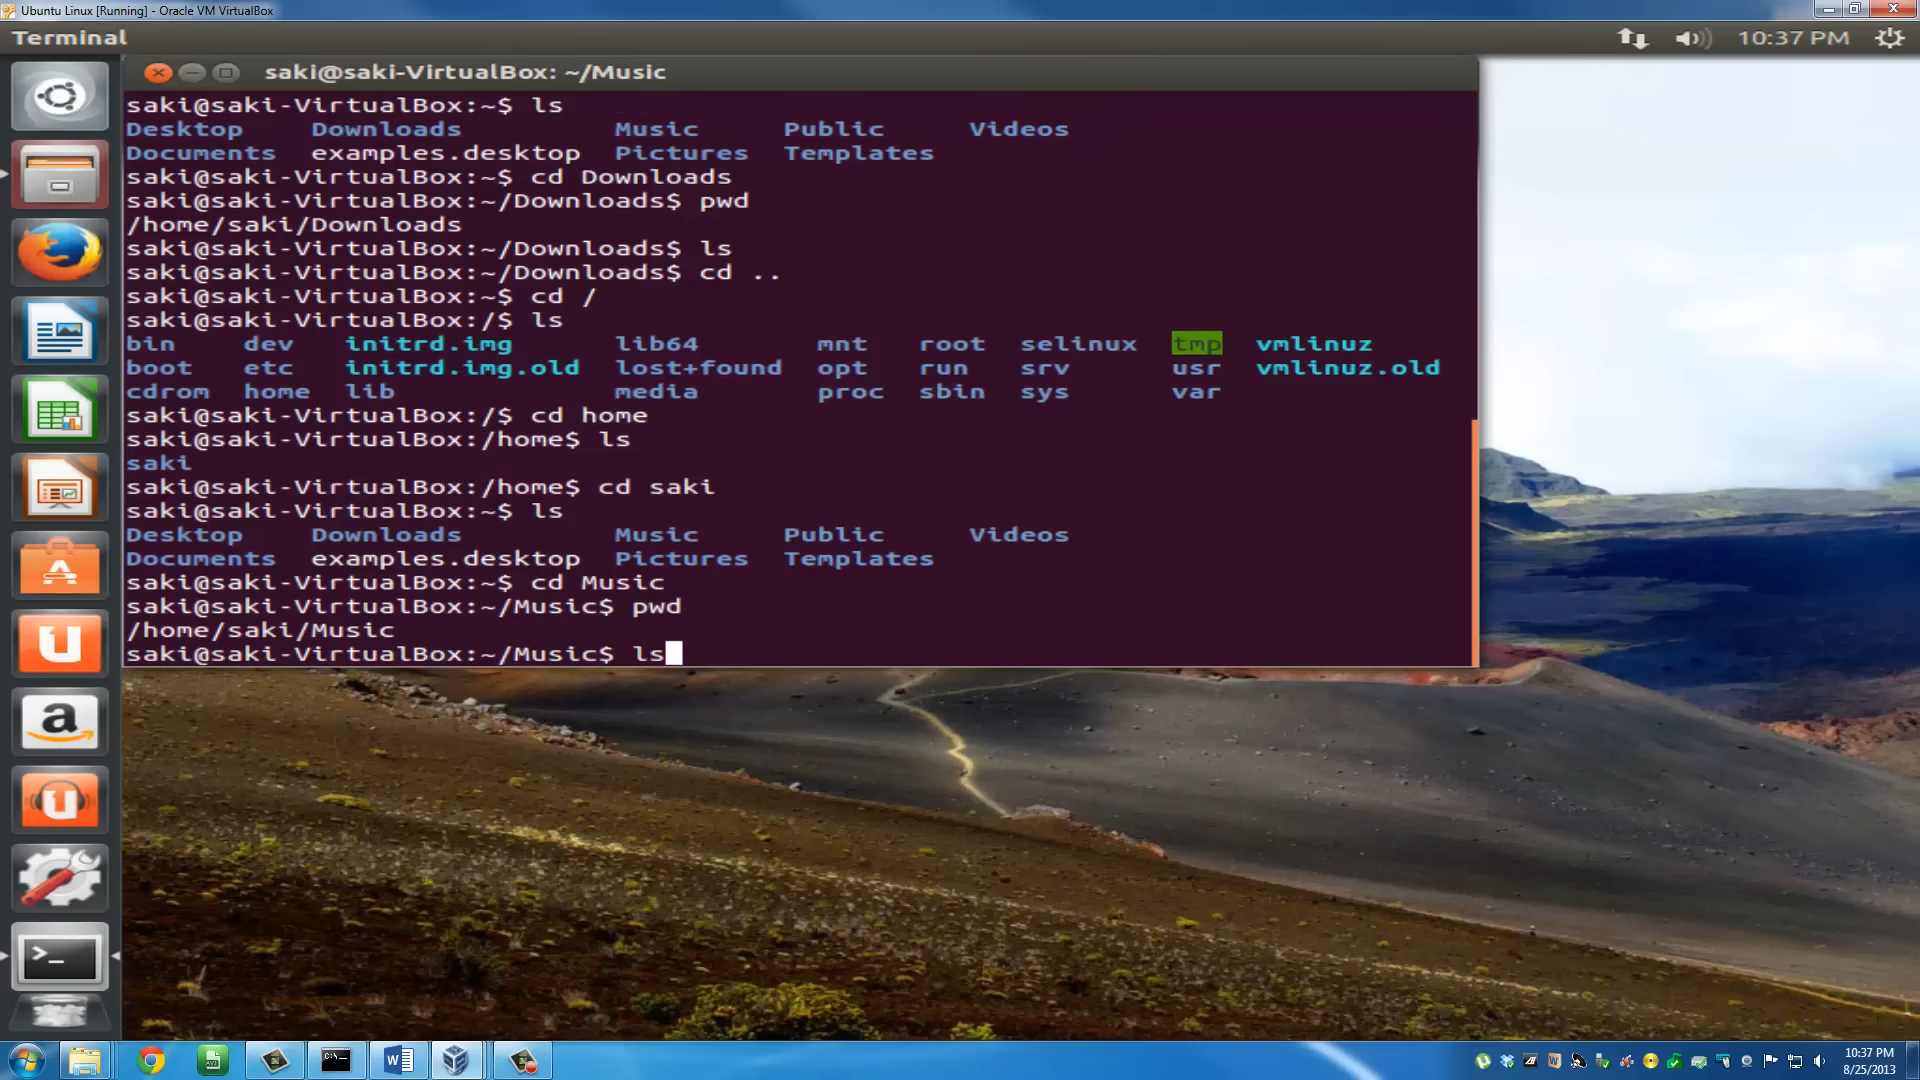 Ubuntu Linux [Running] - Oracle VM VirtualBox
Terminal
10:37 PM
saki@saki-VirtualBox: ~/Music
saki@saki-VirtualBox:~$ ls
Desktop Downloads Music Public Videos
Documents examples.desktop Pictures Templates
saki@saki-VirtualBox:~$ cd Downloads
saki@saki-VirtualBox:~/Downloads$ pwd
/home/saki/Downloads
saki@saki-VirtualBox:~/Downloads$ ls
saki@saki-VirtualBox:~/Downloads$ cd ..
saki@saki-VirtualBox:~$ cd /
saki@saki-VirtualBox:/$ ls
bin dev initrd.img lib64 mnt root selinux tmp vmlinuz
boot etc initrd.img.old lost+found opt run srv usr vmlinuz.old
cdrom home lib media proc sbin sys var
saki@saki-VirtualBox:/$ cd home
saki@saki-VirtualBox:/home$ ls
saki
saki@saki-VirtualBox:/home$ cd saki
saki@saki-VirtualBox:~$ ls
Desktop Downloads Music Public Videos
Documents examples.desktop Pictures Templates
saki@saki-VirtualBox:~$ cd Music
saki@saki-VirtualBox:~/Music$ pwd
/home/saki/Music
saki@saki-VirtualBox:~/Music$ ls
10:37 PM
8/25/2013